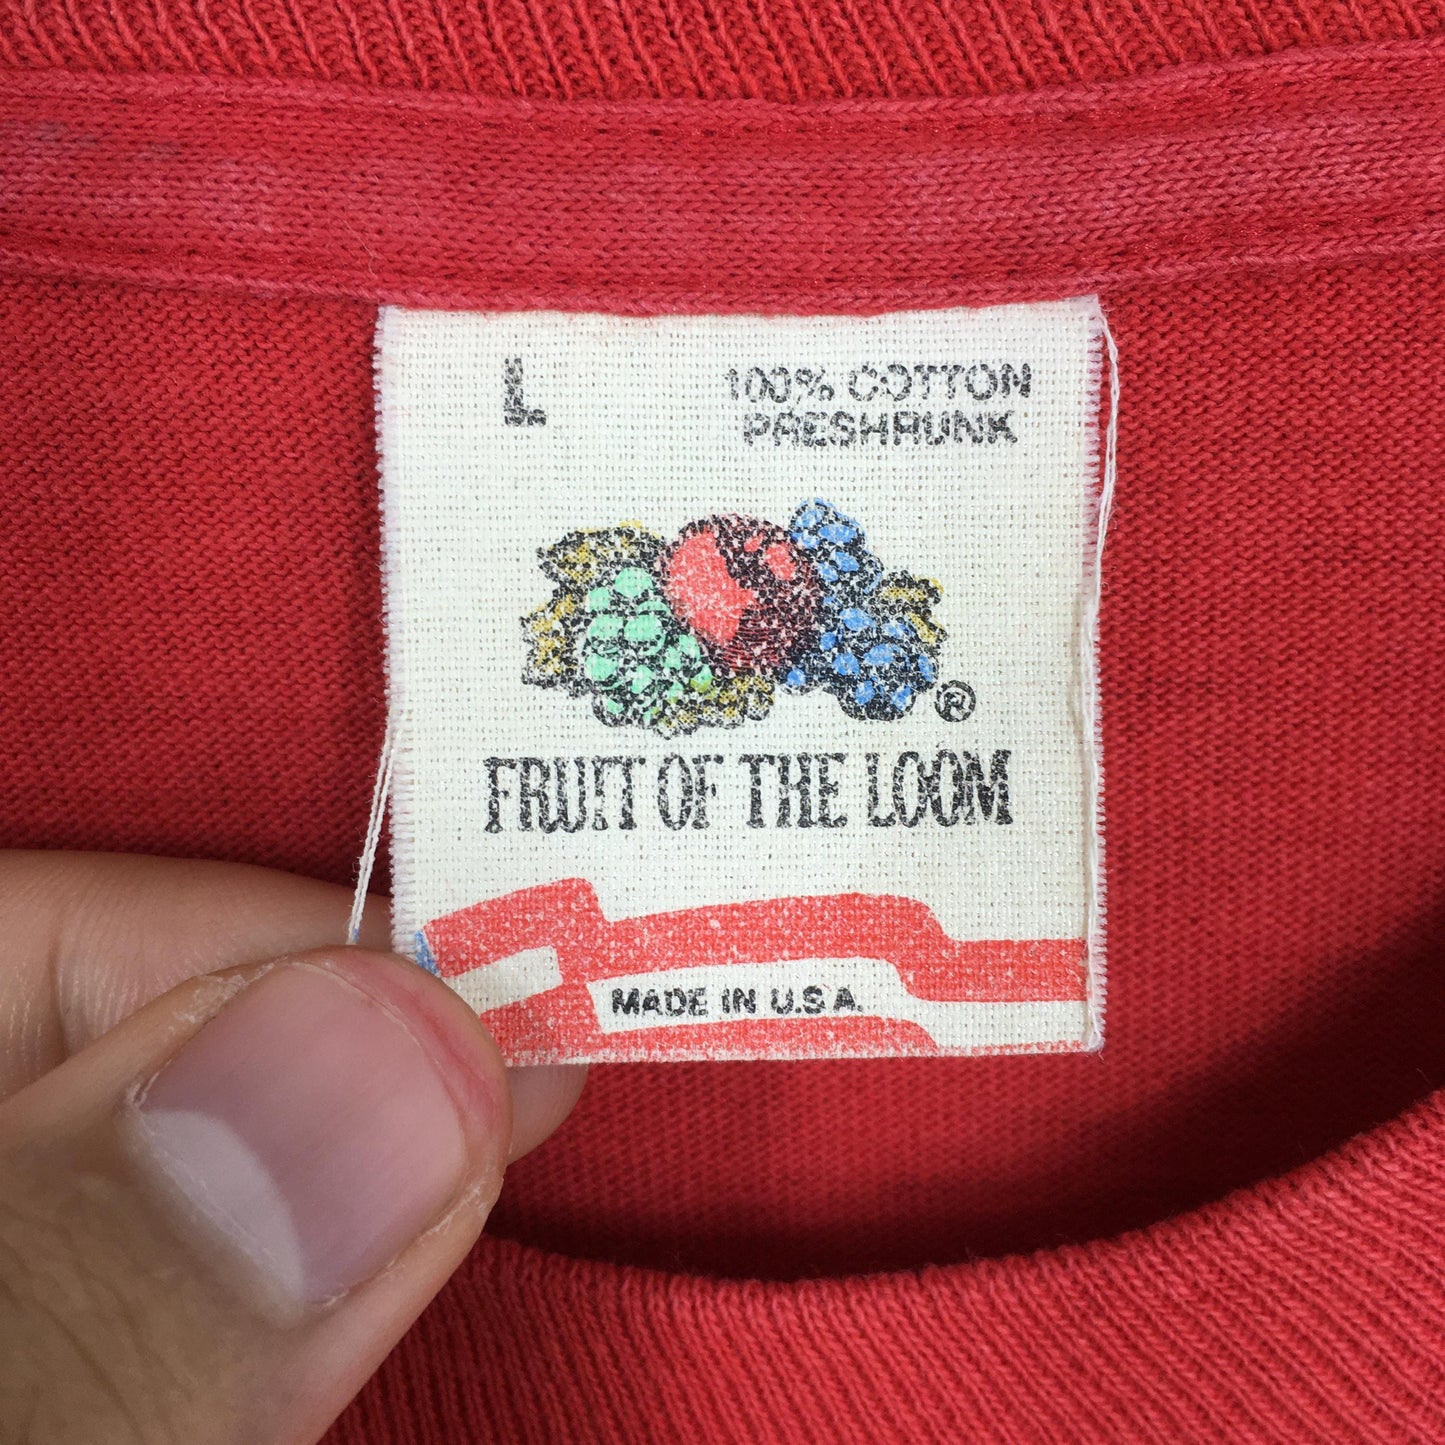 L
100% COTTON
PRESHRUNK
®
FRUIT OF THE LOOM
MADE IN U.S.A.